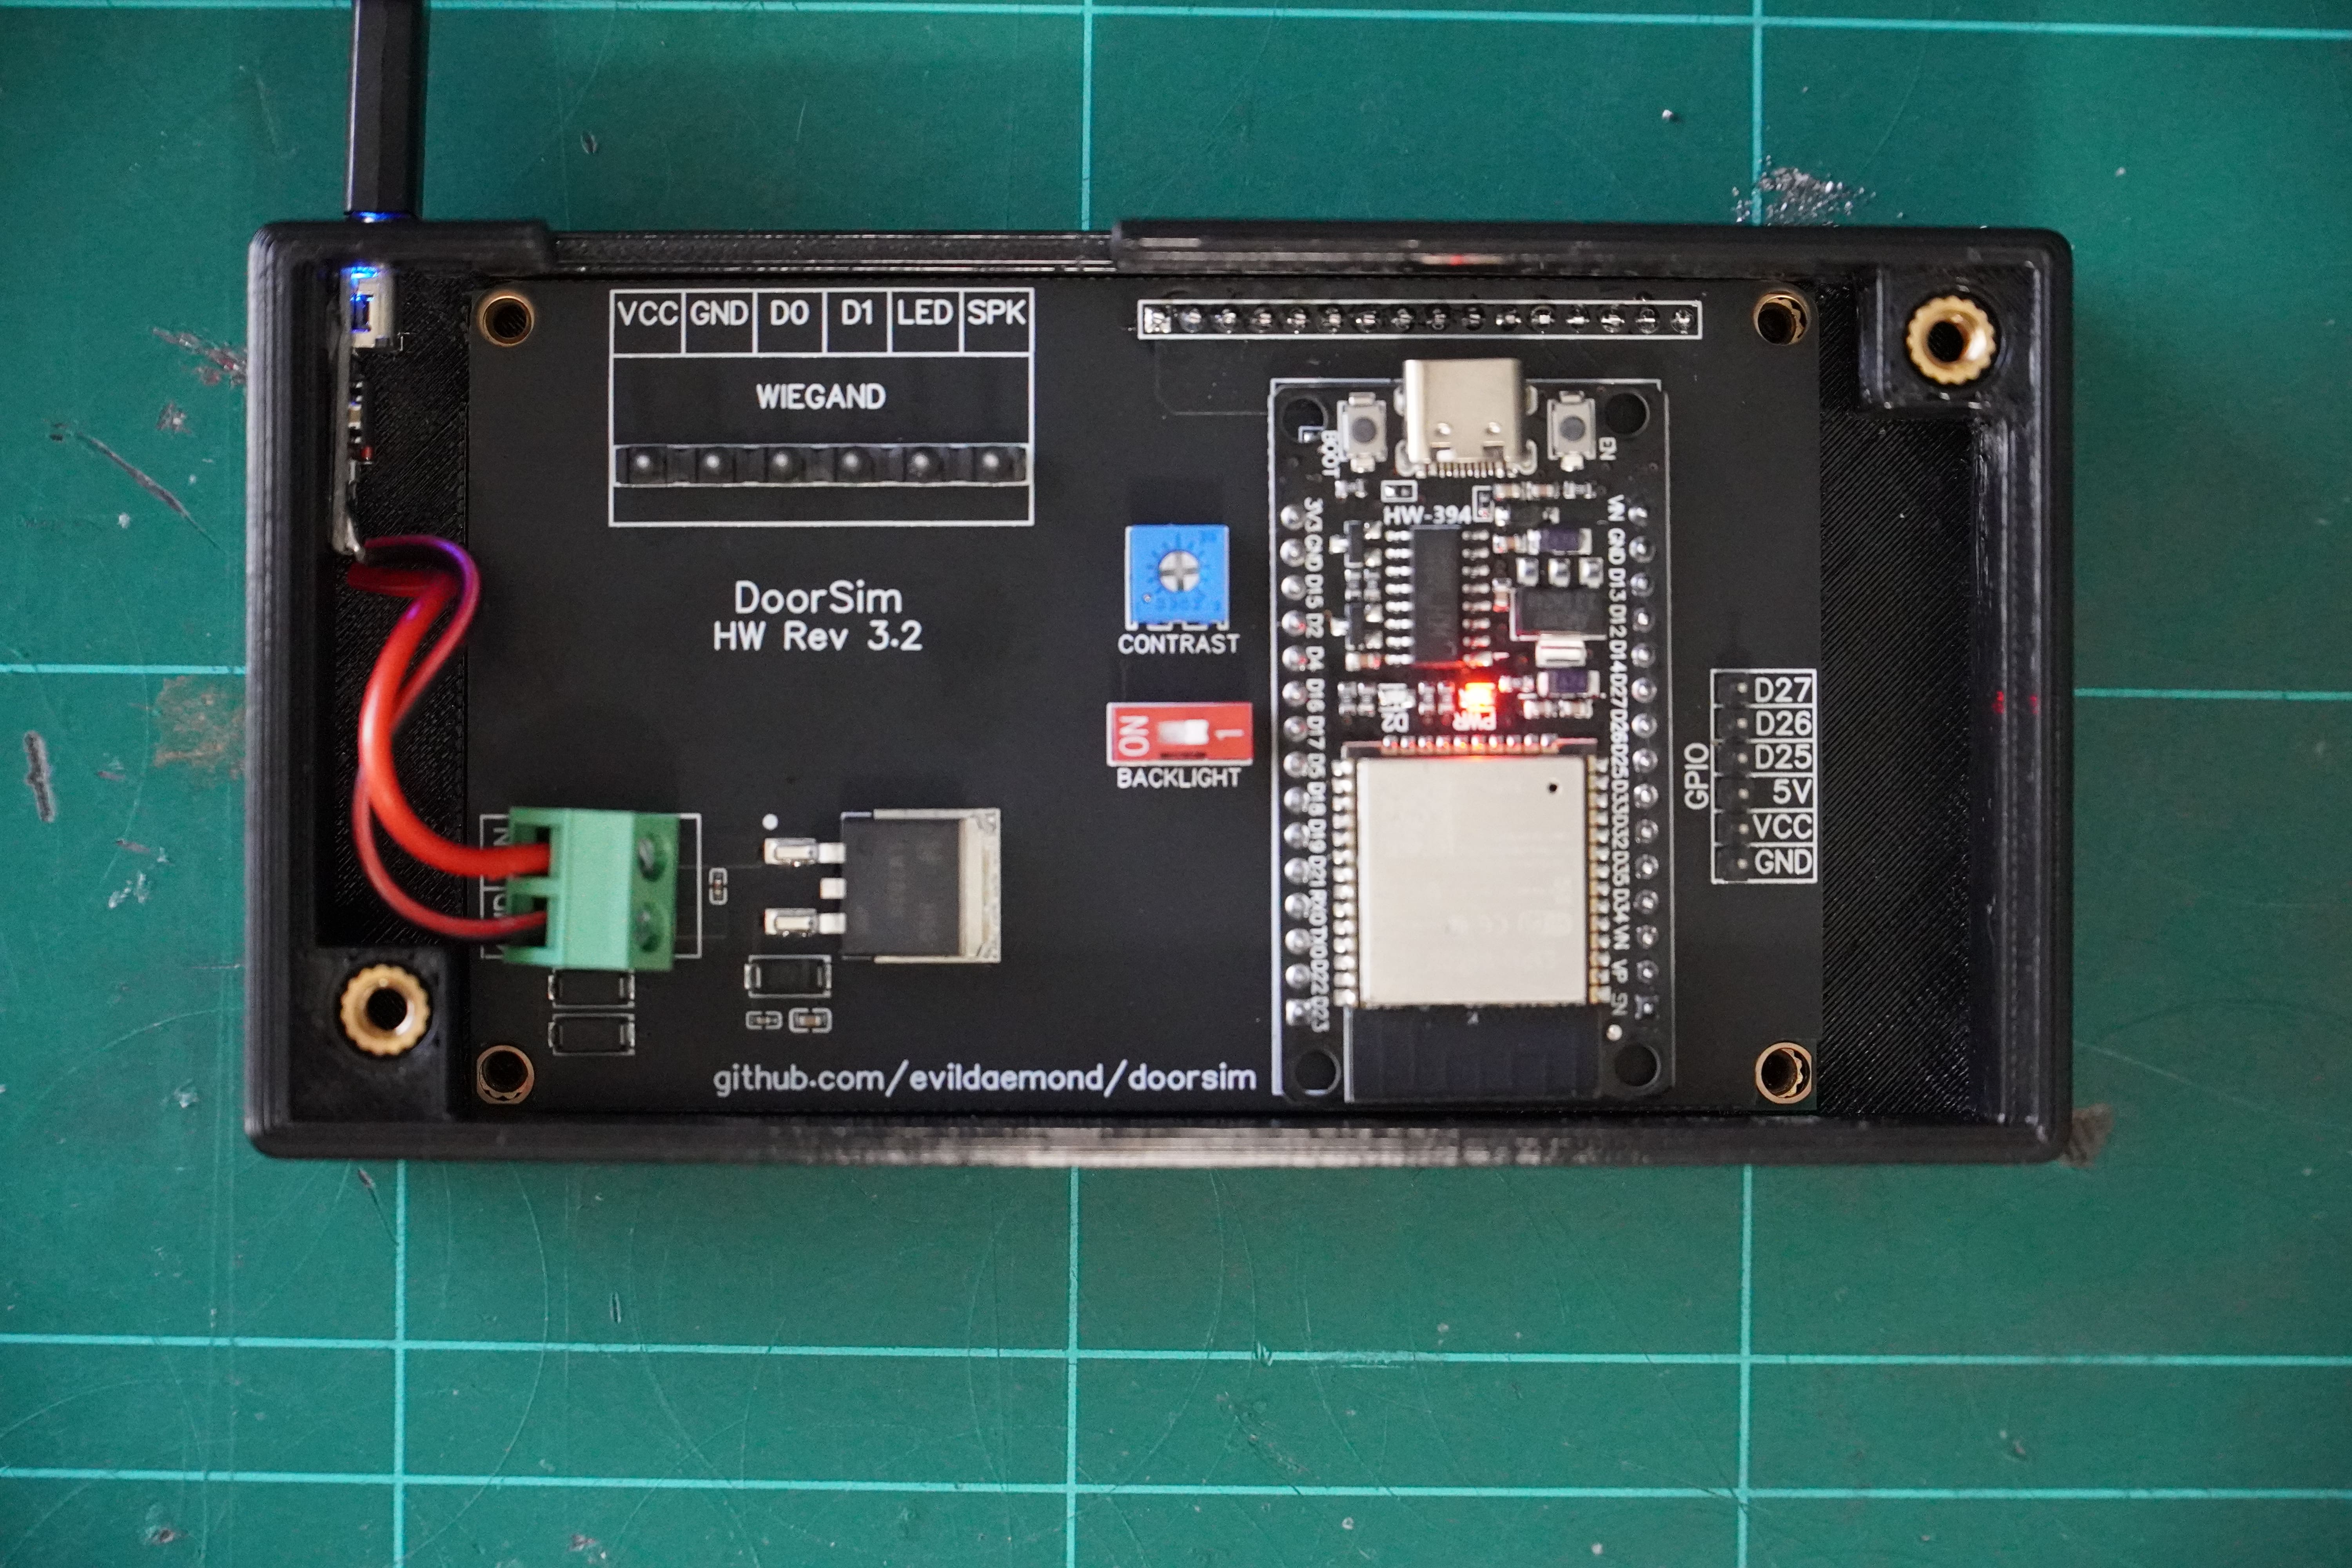 VCC GND D0 D1 LED SPK
WIEGAND
DoorSim
HW Rev 3.2
CONTRAST
ON 1
BACKLIGHT
BOOT
EN
HW-394
3V3 GND D15 D2 D4 D16 D17 D5 D18 D19 D21 RX0 TX0 D22 D23
VIN GND D13 D12 D14 D27 D26 D25 D33 D32 D35 D34 VN VP EN
PWR
GPIO
D27
D26
D25
5V
VCC
GND
github.com/evildaemond/doorsim